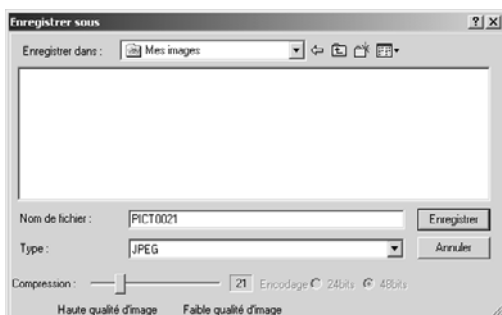 Enregistrer sous
Enregistrer dans : Mes images
Nom de fichier : PICT0021 Enregistrer
Type : JPEG Annuler
Compression : 21 Encodage 24bits 48bits
Haute qualité d'image Faible qualité d'image